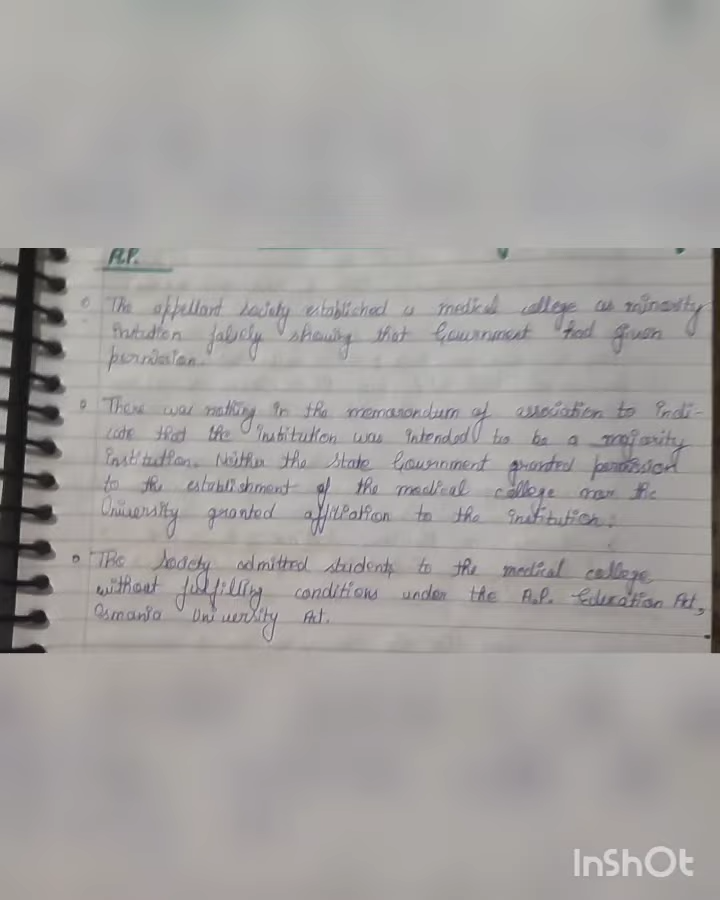 A.P.
The appellant society established a medical college as minority
falsely showing that Government had given
permission.
There was nothing in the memorandum of association to indi-
cate that the institution was intended to be a majority
institution. Neither the State Government granted
to the establishment of the medical college nor the
University granted affiliation to the institution.
The Society admitted students to the medical college
without fulfilling conditions under the A.P. Education Act,
Osmania University Act.
InShOt